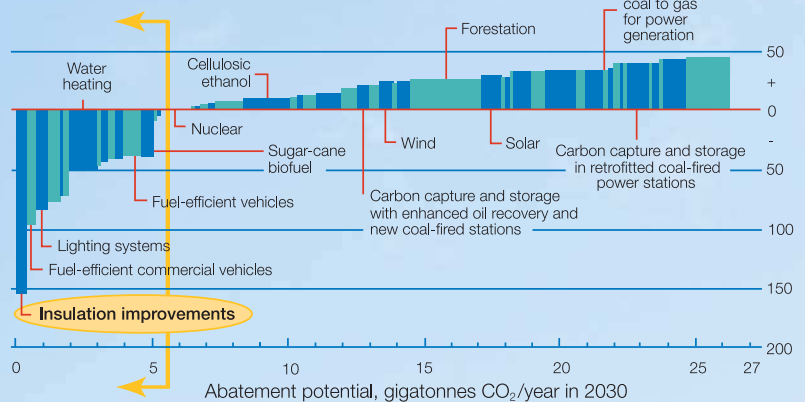 coal to gas
for power
generation
Forestation
50
Water
heating
Cellulosic
ethanol
+
0
Nuclear
-
Wind
Solar
Sugar-cane
biofuel
Carbon capture and storage
in retrofitted coal-fired
power stations
50
Fuel-efficient vehicles
Carbon capture and storage
with enhanced oil recovery and
new coal-fired stations
100
Lighting systems
Fuel-efficient commercial vehicles
150
Insulation improvements
200
0 5 10 15 20 25 27
Abatement potential, gigatonnes CO₂/year in 2030